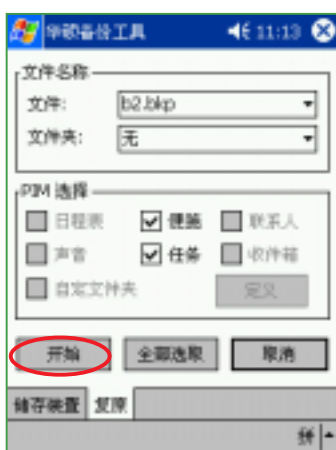 华硕备份工具 11:13
文件名称
文件: b2.bkp
文件夹: 无
PIM 选择
日程表 便笺 联系人
声音 任务 收件箱
自定文件夹 定义
开始 全部选取 取消
储存装置 复原
拼